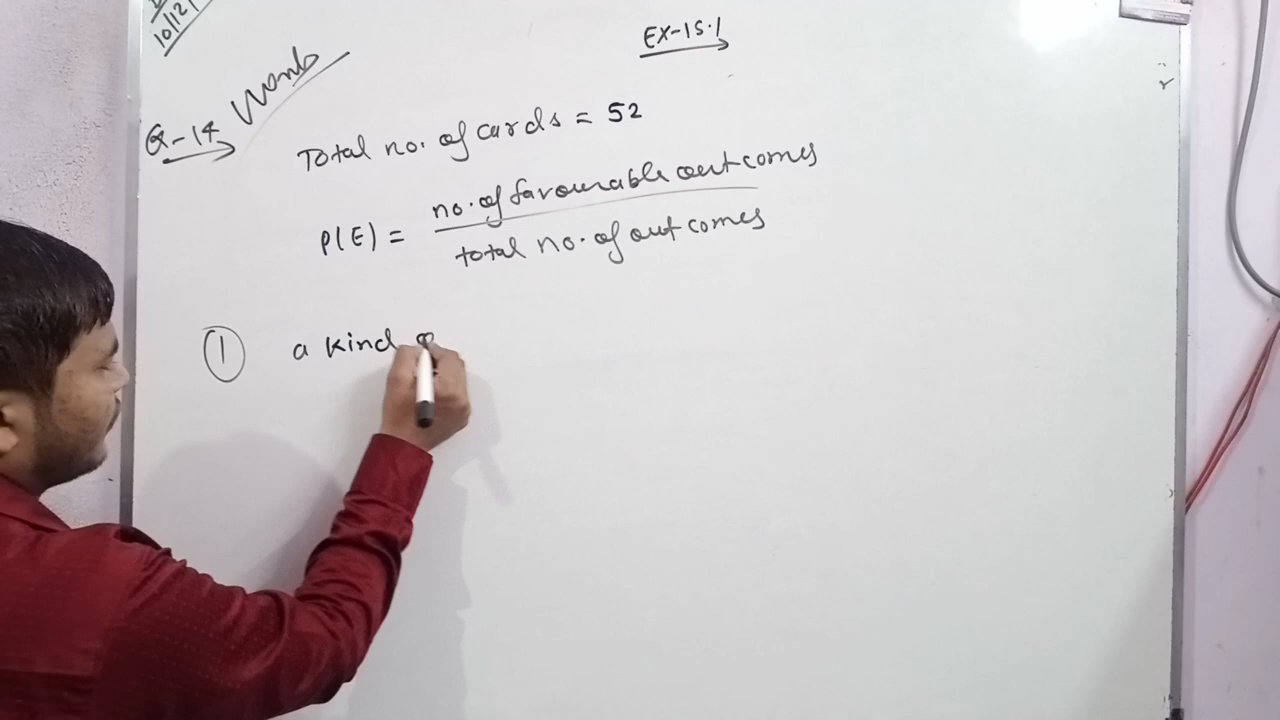 10/12/
EX-15.1
Q-14
Total no. of cards = 52
P(E) = no. of favourable outcomes
total no. of outcomes
1 a kind